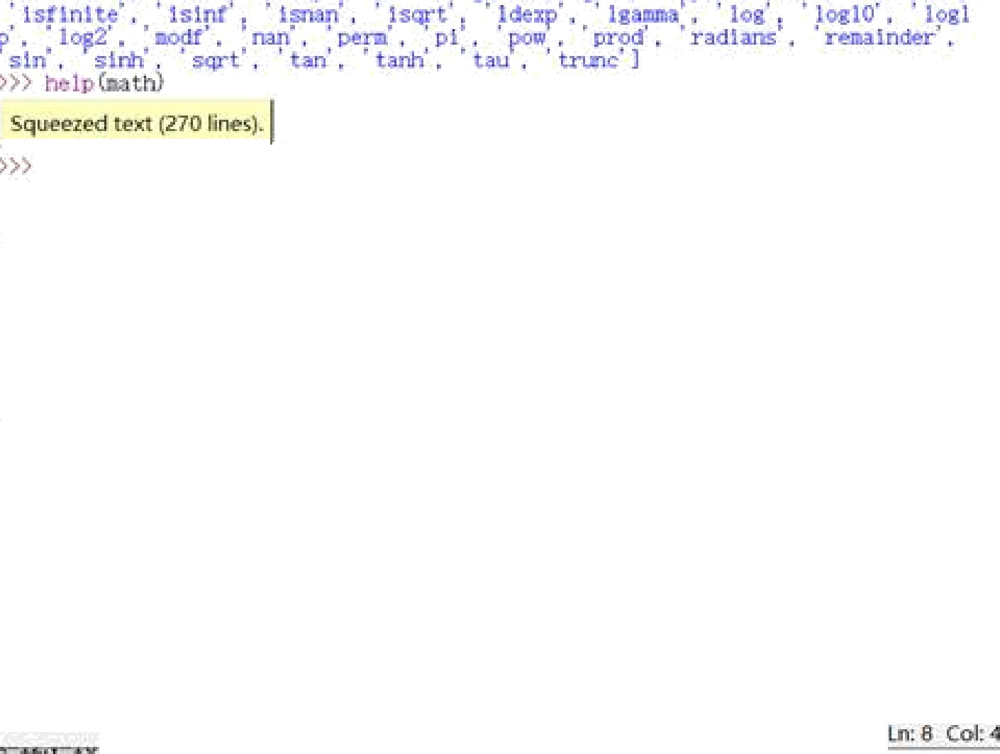 'isfinite', 'isinf', 'isnan', 'isqrt', 'ldexp', 'lgamma', 'log', 'log10', 'log1
p', 'log2', 'modf', 'nan', 'perm', 'pi', 'pow', 'prod', 'radians', 'remainder',
'sin', 'sinh', 'sqrt', 'tan', 'tanh', 'tau', 'trunc']
>>> help(math)
Squeezed text (270 lines).
>>>
Ln: 8 Col: 4